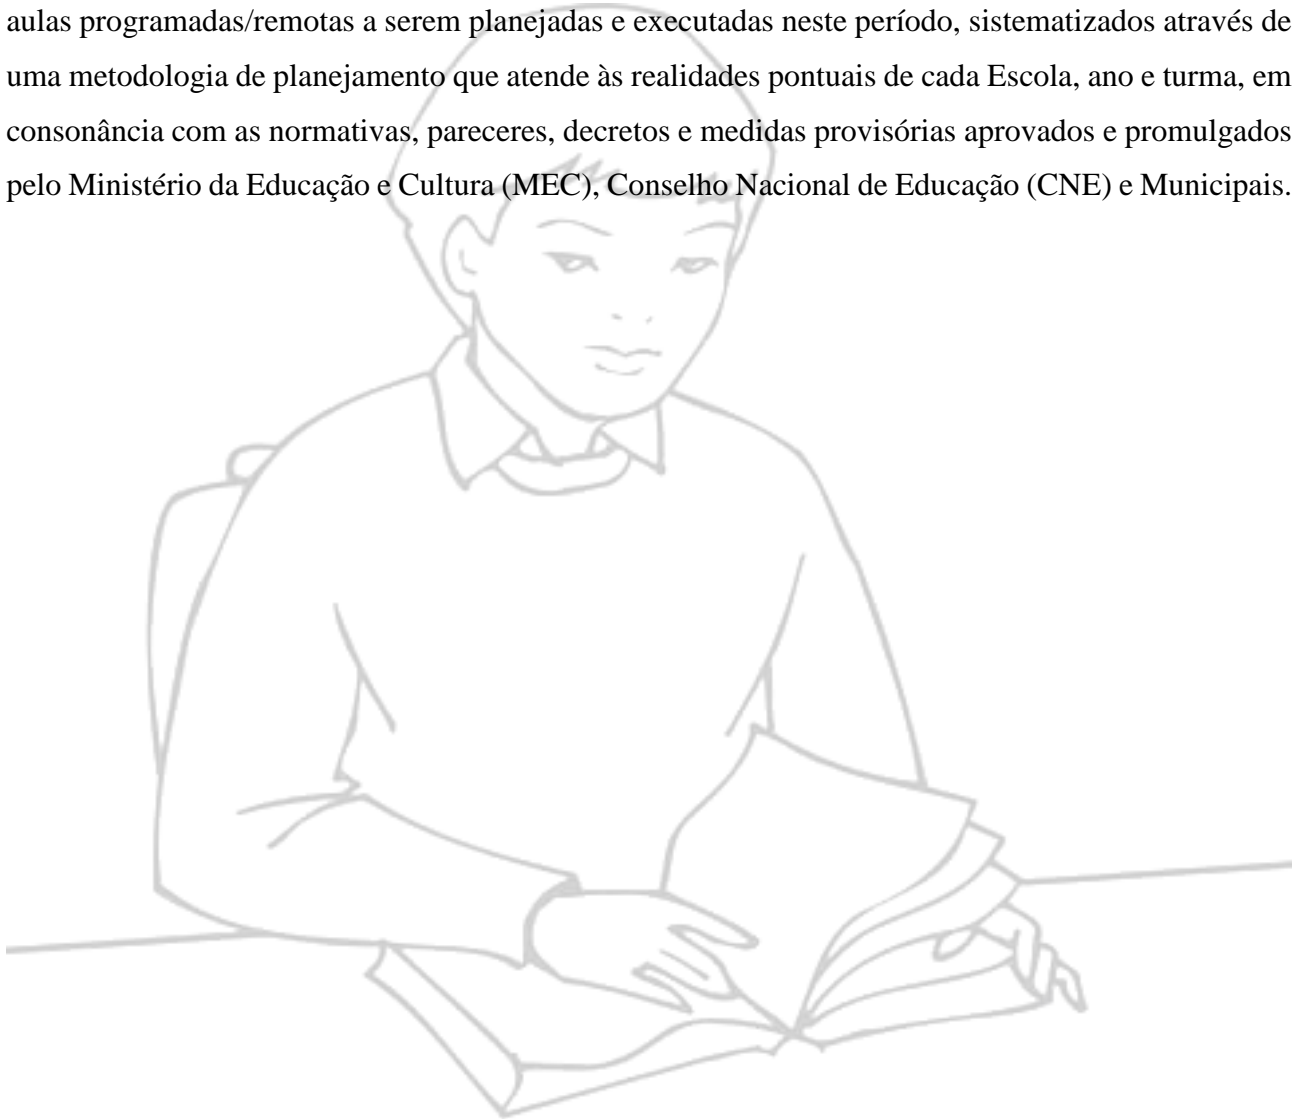 aulas programadas/remotas a serem planejadas e executadas neste período, sistematizados através de
uma metodologia de planejamento que atende às realidades pontuais de cada Escola, ano e turma, em
consonância com as normativas, pareceres, decretos e medidas provisórias aprovados e promulgados
pelo Ministério da Educação e Cultura (MEC), Conselho Nacional de Educação (CNE) e Municipais.